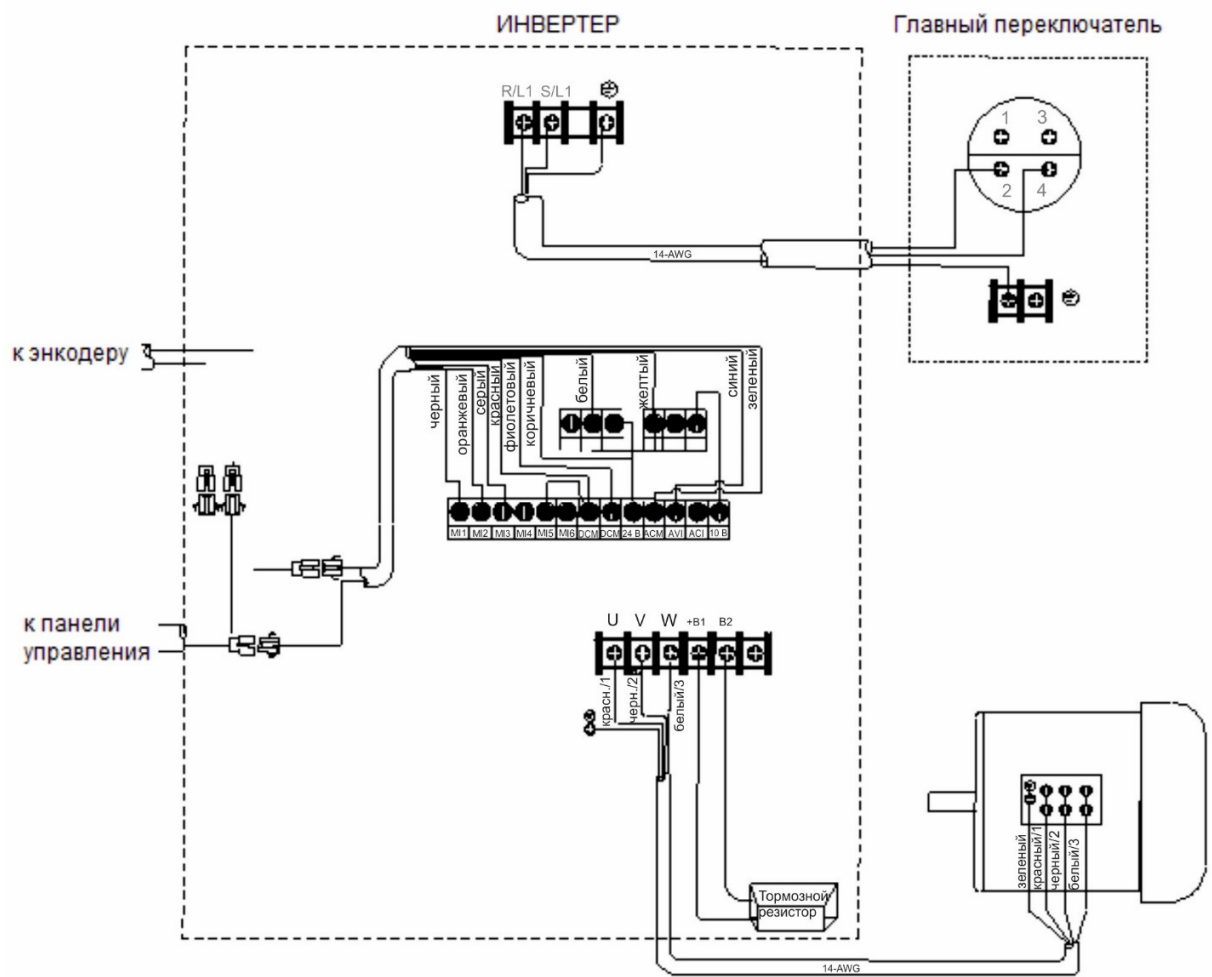 ИНВЕРТЕР
Главный переключатель
R/L1 S/L1
1 3
2 4
14-AWG
к энкодеру
черный
оранжевый
серый
красный
фиолетовый
коричневый
белый
желтый
синий
зеленый
MI1 MI2 MI3 MI4 MI5 MI6 DCM DCM 24 В ACM AVI ACI 10 В
к панели
управления
U V W +B1 B2
красн./1
черн./2
белый/3
зеленый
красный/1
черный/2
белый/3
Тормозной
резистор
14-AWG